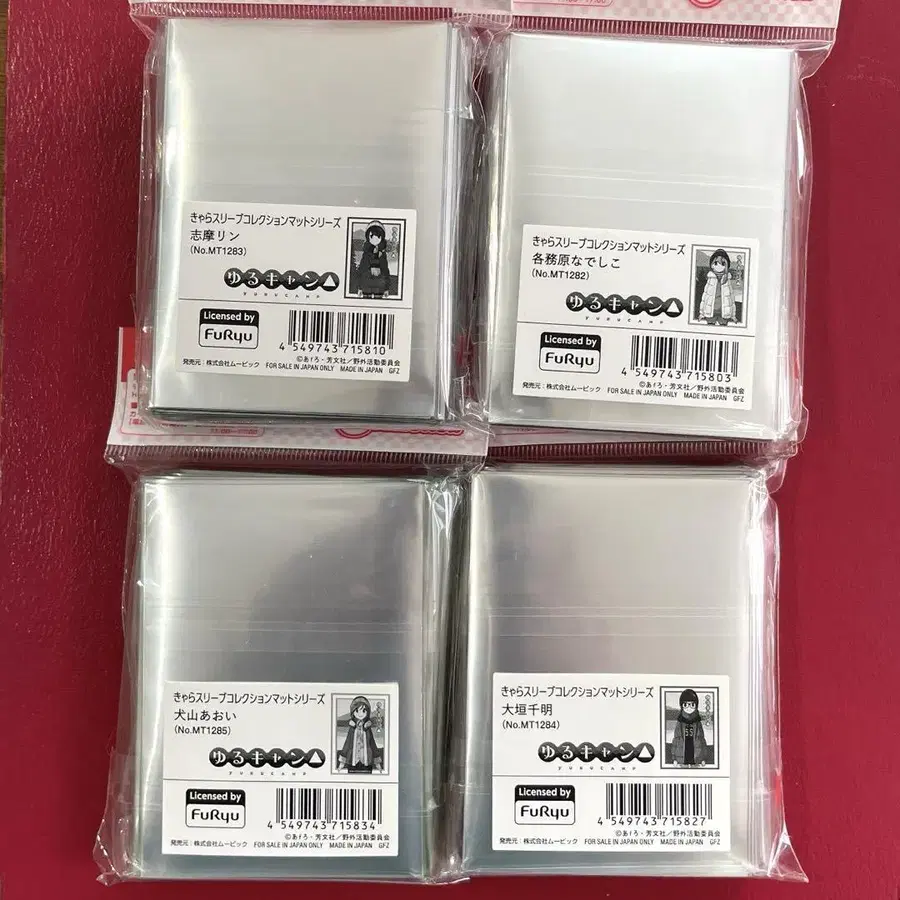 きゃらスリーブコレクションマットシリーズ
志摩リン
(No.MT1283)
ゆるキャン△
YURUCAMP
Licensed by
FuRyu
4 549743 715810
©あfろ・芳文社／野外活動委員会
発売元：株式会社ムービック FOR SALE IN JAPAN ONLY MADE IN JAPAN GFZ
きゃらスリーブコレクションマットシリーズ
各務原なでしこ
(No.MT1282)
ゆるキャン△
YURUCAMP
Licensed by
FuRyu
4 549743 715803
©あfろ・芳文社／野外活動委員会
発売元：株式会社ムービック FOR SALE IN JAPAN ONLY MADE IN JAPAN GFZ
きゃらスリーブコレクションマットシリーズ
犬山あおい
(No.MT1285)
ゆるキャン△
YURUCAMP
Licensed by
FuRyu
4 549743 715834
©あfろ・芳文社／野外活動委員会
発売元：株式会社ムービック FOR SALE IN JAPAN ONLY MADE IN JAPAN GFZ
きゃらスリーブコレクションマットシリーズ
大垣千明
(No.MT1284)
ゆるキャン△
YURUCAMP
Licensed by
FuRyu
4 549743 715827
©あfろ・芳文社／野外活動委員会
発売元：株式会社ムービック FOR SALE IN JAPAN ONLY MADE IN JAPAN GFZ